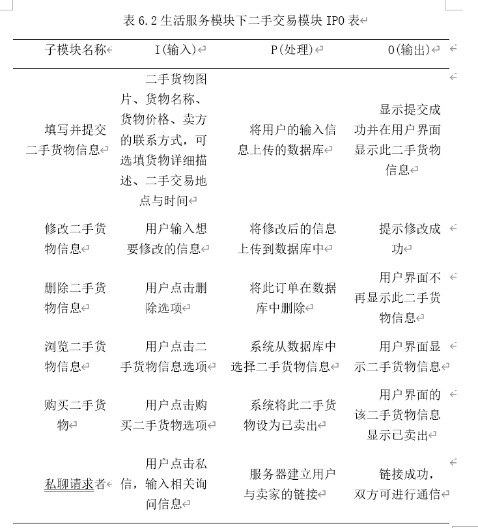 表 6.2 生活服务模块下二手交易模块 IPO 表
子模块名称 I(输入) P(处理) O(输出)
填写并提交
二手货物信息
二手货物图
片、货物名称、
货物价格、卖方
的联系方式，可
选填货物详细描
述、二手交易地
点与时间
将用户的输入信
息上传的数据库
显示提交成
功并在用户界面
显示此二手货物
信息
修改二手货
物信息
用户输入想
要修改的信息
将修改后的信息
上传到数据库中
提示修改成
功
删除二手货
物信息
用户点击删
除选项
将此订单在数据
库中删除
用户界面不
再显示此二手货
物信息
浏览二手货
物信息
用户点击二
手货物信息选项
系统从数据库中
选择二手货物信息
用户界面显
示二手货物信息
购买二手货
物
用户点击购
买二手货物选项
系统将此二手货
物设为已卖出
用户界面的
该二手货物信息
显示已卖出
私聊请求者
用户点击私
信，输入相关询
问信息
服务器建立用户
与卖家的链接
链接成功，
双方可进行通信